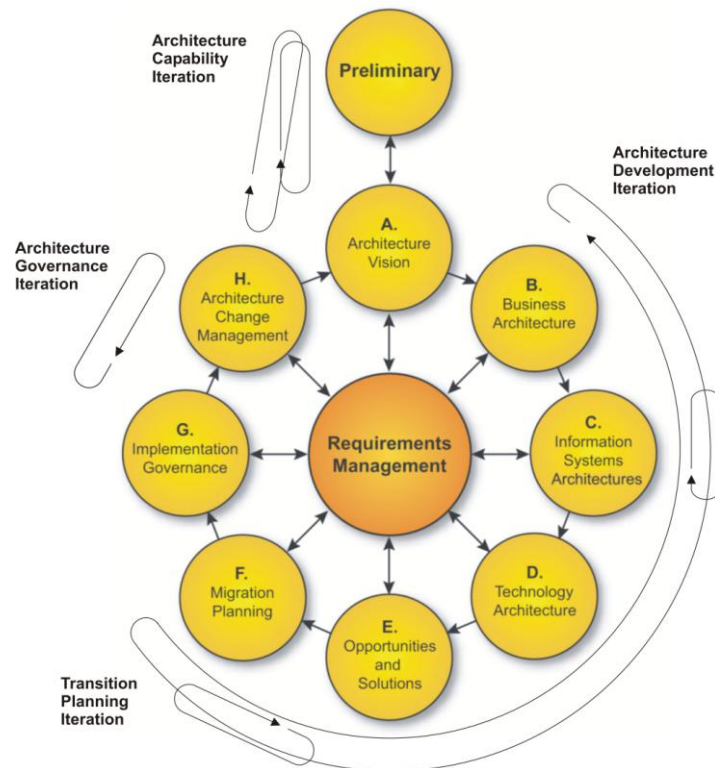 Architecture
Capability
Iteration
Preliminary
Architecture
Development
Iteration
A.
Architecture
Vision
Architecture
Governance
Iteration
H.
Architecture
Change
Management
B.
Business
Architecture
G.
Implementation
Governance
Requirements
Management
C.
Information
Systems
Architectures
F.
Migration
Planning
D.
Technology
Architecture
E.
Opportunities
and
Solutions
Transition
Planning
Iteration